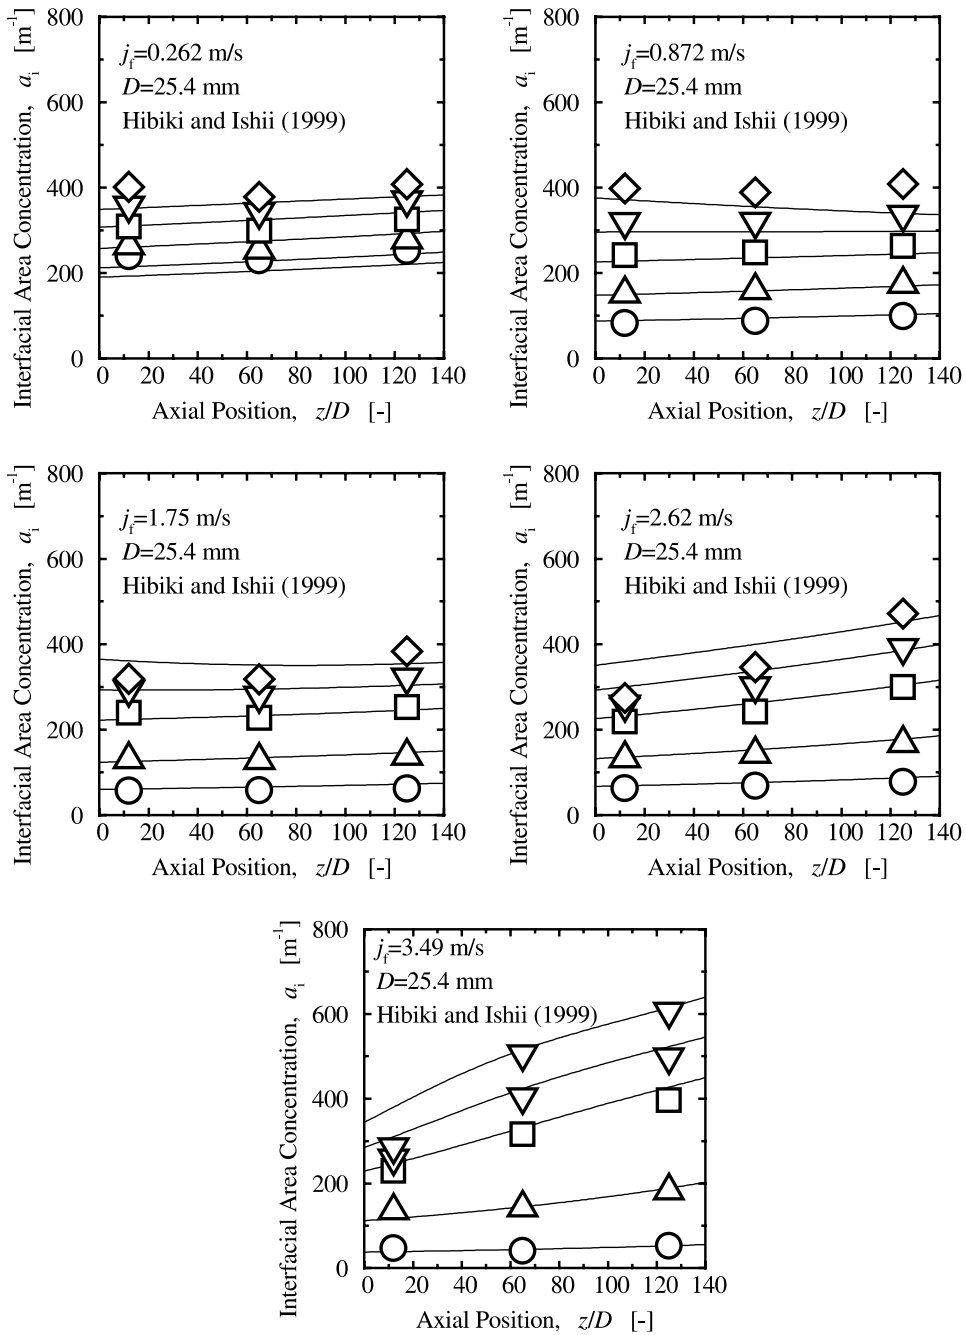 Interfacial Area Concentration, a_i [m⁻¹]
800
600
400
200
0
j_f=0.262 m/s
D=25.4 mm
Hibiki and Ishii (1999)
0 20 40 60 80 100 120 140
Axial Position, z/D [-]
Interfacial Area Concentration, a_i [m⁻¹]
800
600
400
200
0
j_f=0.872 m/s
D=25.4 mm
Hibiki and Ishii (1999)
0 20 40 60 80 100 120 140
Axial Position, z/D [-]
Interfacial Area Concentration, a_i [m⁻¹]
800
600
400
200
0
j_f=1.75 m/s
D=25.4 mm
Hibiki and Ishii (1999)
0 20 40 60 80 100 120 140
Axial Position, z/D [-]
Interfacial Area Concentration, a_i [m⁻¹]
800
600
400
200
0
j_f=2.62 m/s
D=25.4 mm
Hibiki and Ishii (1999)
0 20 40 60 80 100 120 140
Axial Position, z/D [-]
Interfacial Area Concentration, a_i [m⁻¹]
800
600
400
200
0
j_f=3.49 m/s
D=25.4 mm
Hibiki and Ishii (1999)
0 20 40 60 80 100 120 140
Axial Position, z/D [-]